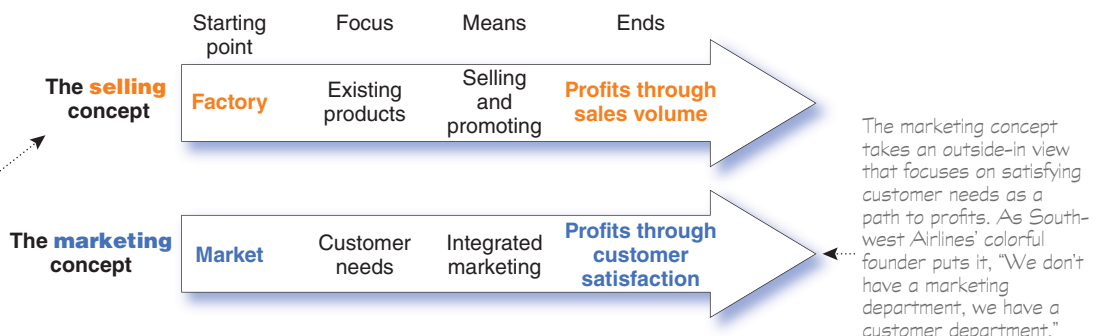 Starting point
Focus
Means
Ends
The selling concept
Factory
Existing products
Selling and promoting
Profits through sales volume
The marketing concept
Market
Customer needs
Integrated marketing
Profits through customer satisfaction
The marketing concept
takes an outside-in view
that focuses on satisfying
customer needs as a
path to profits. As South-
west Airlines’ colorful
founder puts it, “We don’t
have a marketing
department, we have a
customer department.”